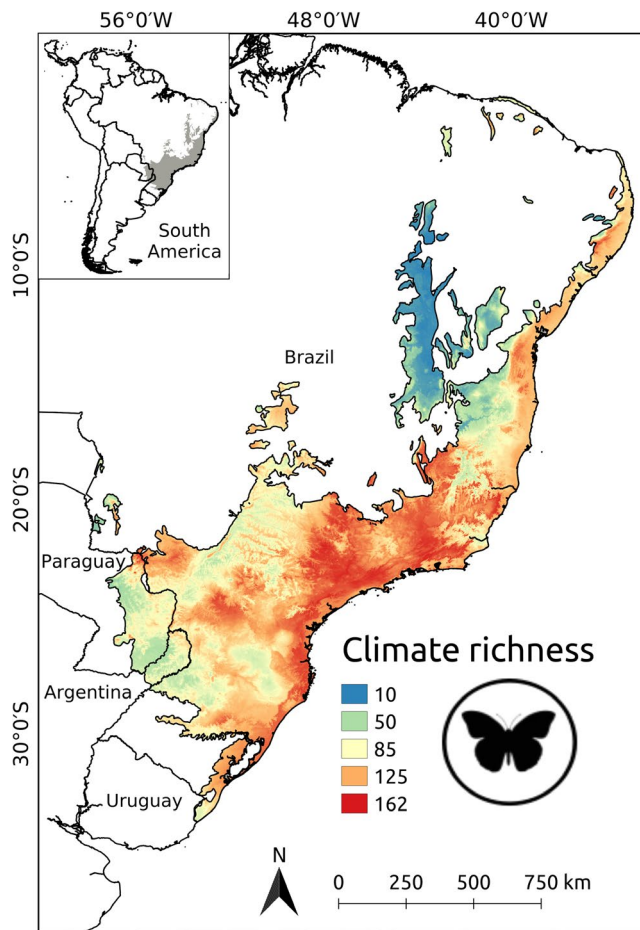 56°0'W 48°0'W 40°0'W
South
America
10°0'S
Brazil
20°0'S
Paraguay
Climate richness
10
Argentina
50
30°0'S
85
125
Uruguay
162
N
0 250 500 750 km